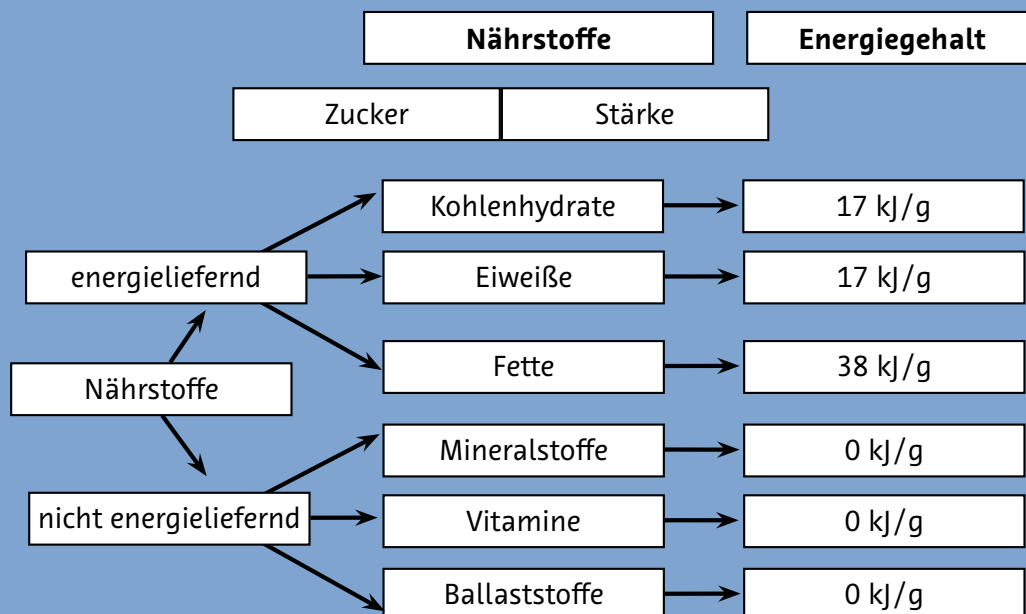 Nährstoffe Energiegehalt
Zucker Stärke
Kohlenhydrate 17 kJ/g
energieliefernd Eiweiße 17 kJ/g
Fette 38 kJ/g
Nährstoffe
Mineralstoffe 0 kJ/g
nicht energieliefernd Vitamine 0 kJ/g
Ballaststoffe 0 kJ/g